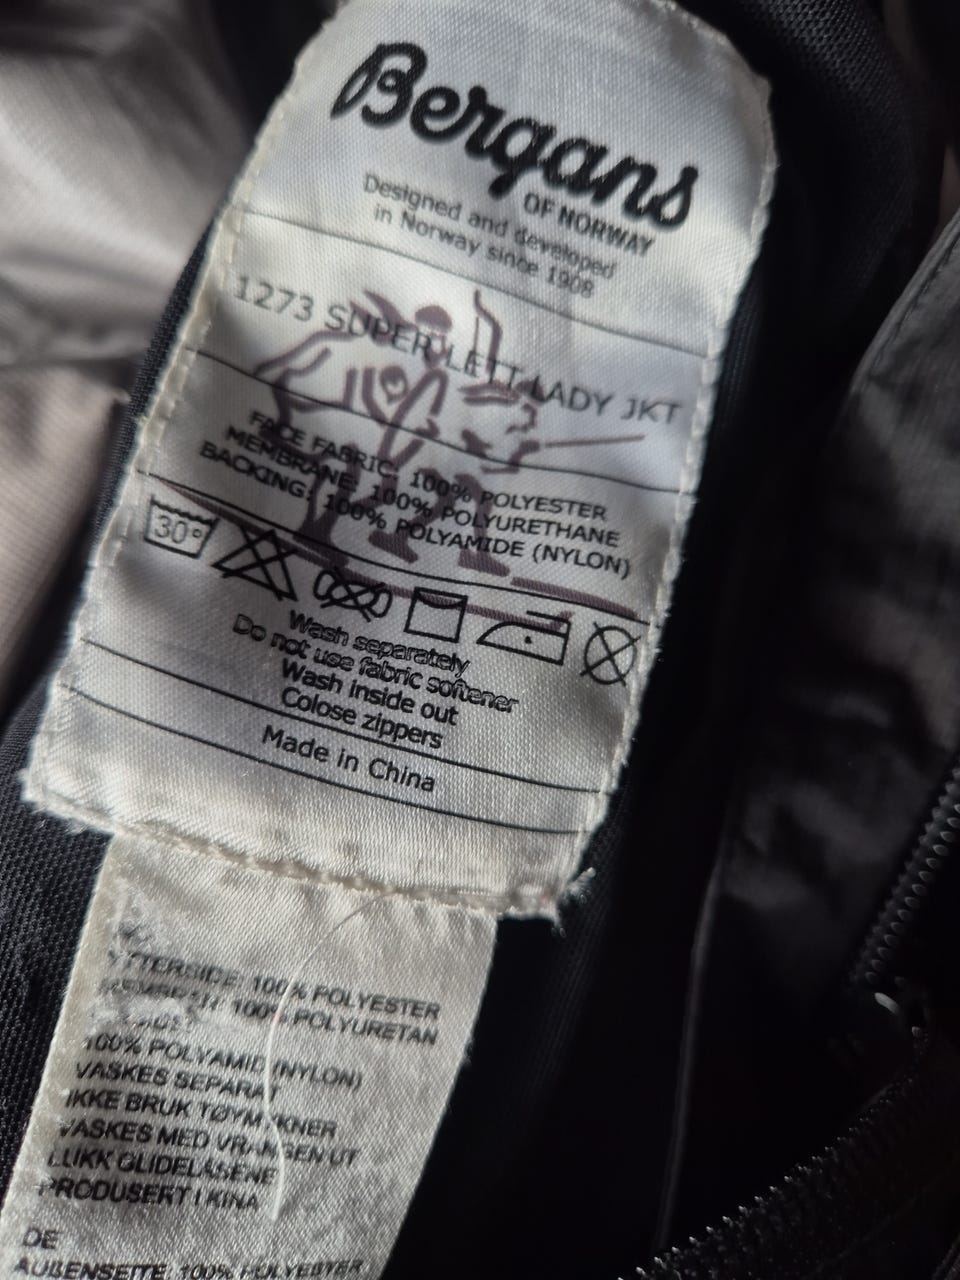 Bergans
OF NORWAY
Designed and developed
in Norway since 1908
1273 SUPER LETT LADY JKT
FACE FABRIC: 100% POLYESTER
MEMBRANE: 100% POLYURETHANE
BACKING: 100% POLYAMIDE (NYLON)
30°
Wash separately
Do not use fabric softener
Wash inside out
Colose zippers
Made in China
YTTERSIDE: 100% POLYESTER
100% POLYURETAN
100% POLYAMID (NYLON)
VASKES SEPARA
IKKE BRUK
VASKES MED VRANGEN UT
LUKK GLIDELÅSENE
PRODUSERT I KINA
DE
AUßENSEITE: 100% POLYESTER